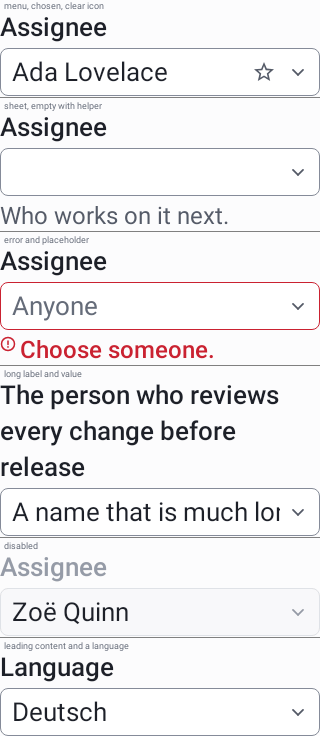 menu, chosen, clear icon
Assignee
Ada Lovelace
sheet, empty with helper
Assignee
Who works on it next.
error and placeholder
Assignee
Anyone
Choose someone.
long label and value
The person who reviews
every change before
release
A name that is much lon
disabled
Assignee
Zoë Quinn
leading content and a language
Language
Deutsch